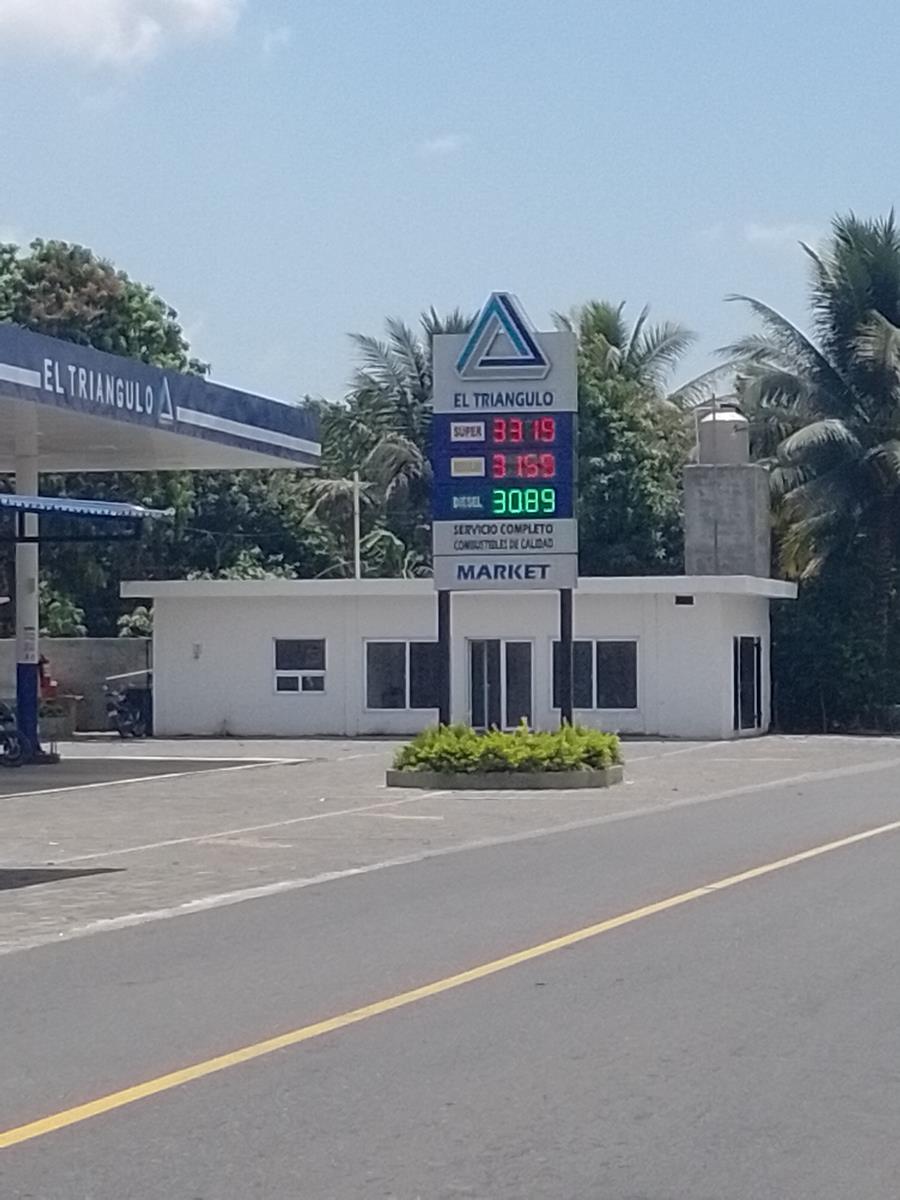 EL TRIANGULO
EL TRIANGULO
SUPER 33.19
31.59
DIESEL 30.89
SERVICIO COMPLETO
COMBUSTIBLES DE CALIDAD
MARKET